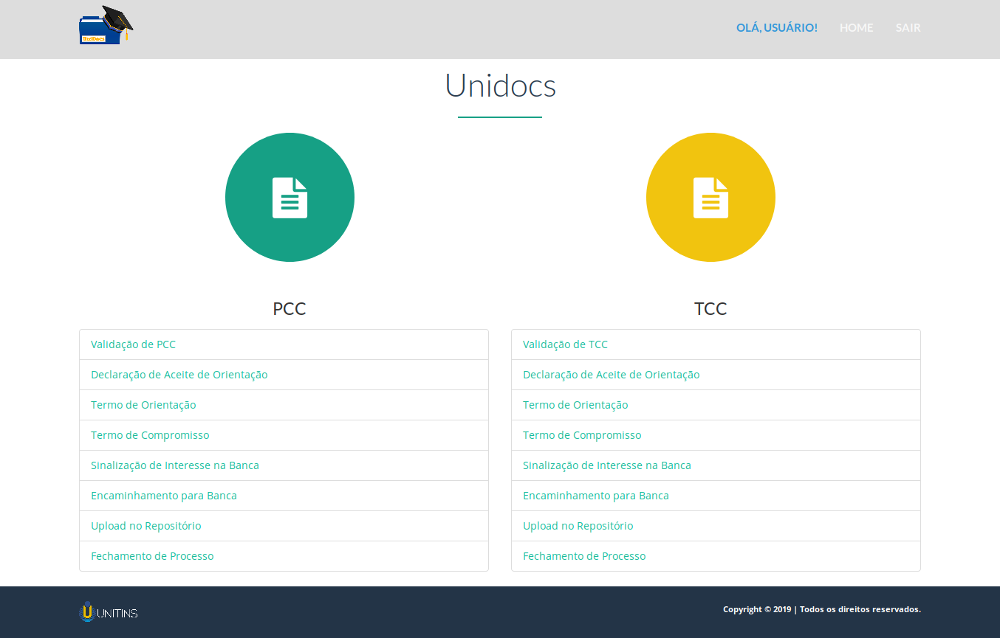 UniDocs
OLÁ, USUÁRIO! HOME SAIR
Unidocs
PCC
Validação de PCC
Declaração de Aceite de Orientação
Termo de Orientação
Termo de Compromisso
Sinalização de Interesse na Banca
Encaminhamento para Banca
Upload no Repositório
Fechamento de Processo
TCC
Validação de TCC
Declaração de Aceite de Orientação
Termo de Orientação
Termo de Compromisso
Sinalização de Interesse na Banca
Encaminhamento para Banca
Upload no Repositório
Fechamento de Processo
UNITINS
Copyright © 2019 | Todos os direitos reservados.